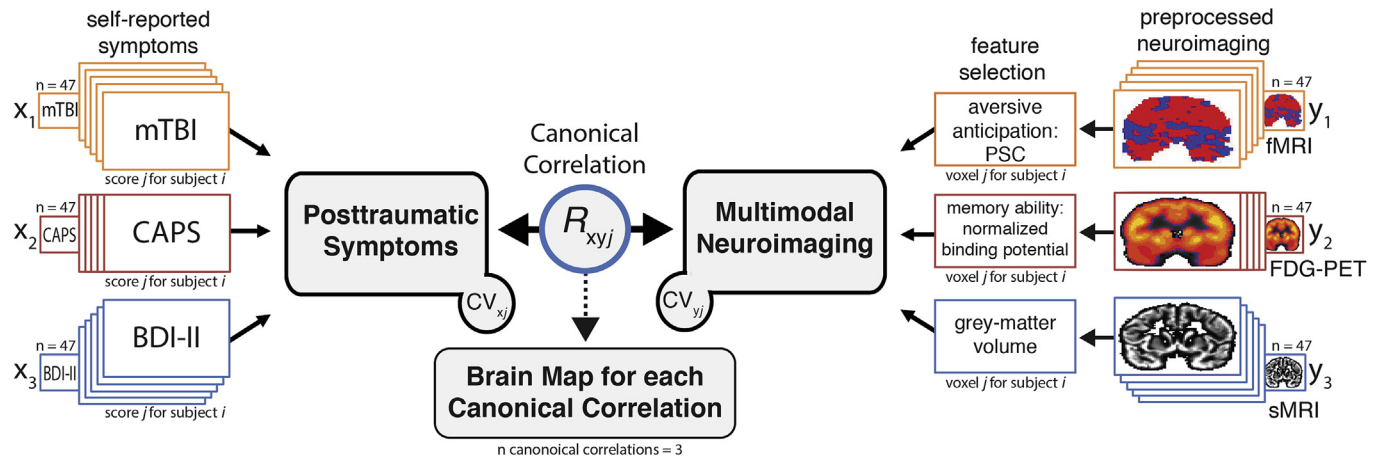 self-reported
symptoms
n = 47
x1
mTBI
mTBI
score j for subject i
n = 47
x2
CAPS
CAPS
score j for subject i
n = 47
x3
BDI-II
BDI-II
score j for subject i
Posttraumatic
Symptoms
CVxj
Canonical
Correlation
Rxyj
Multimodal
Neuroimaging
CVyj
Brain Map for each
Canonical Correlation
n canonoical correlations = 3
feature
selection
aversive
anticipation:
PSC
voxel j for subject i
memory ability:
normalized
binding potential
voxel j for subject i
grey-matter
volume
voxel j for subject i
preprocessed
neuroimaging
n = 47
y1
fMRI
n = 47
y2
FDG-PET
n = 47
y3
sMRI